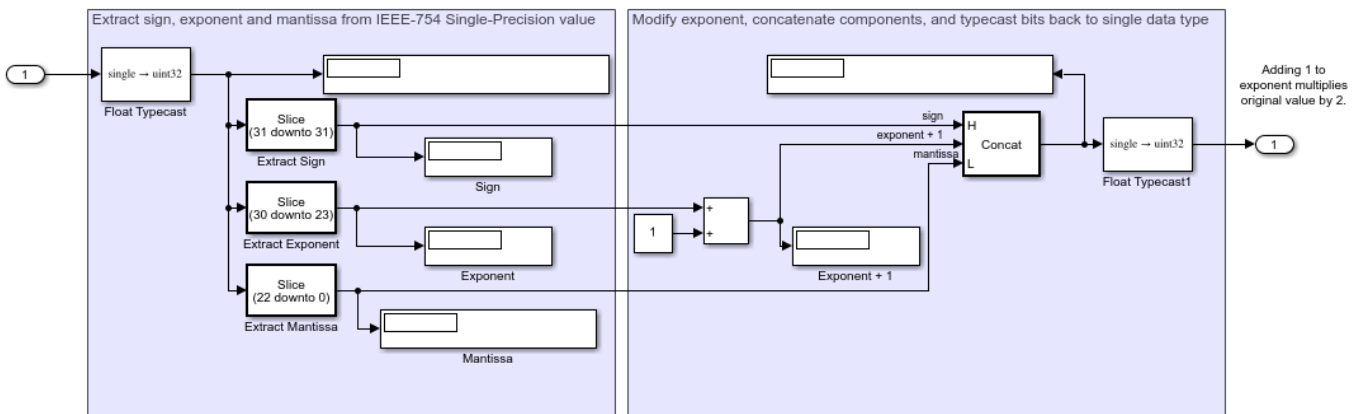 Extract sign, exponent and mantissa from IEEE-754 Single-Precision value
1
single → uint32
Float Typecast
Slice
(31 downto 31)
Extract Sign
Sign
Slice
(30 downto 23)
Extract Exponent
Exponent
Slice
(22 downto 0)
Extract Mantissa
Mantissa
Modify exponent, concatenate components, and typecast bits back to single data type
sign
exponent + 1
mantissa
H
L
Concat
1
+
+
Exponent + 1
single → uint32
Float Typecast1
Adding 1 to
exponent multiplies
original value by 2.
1